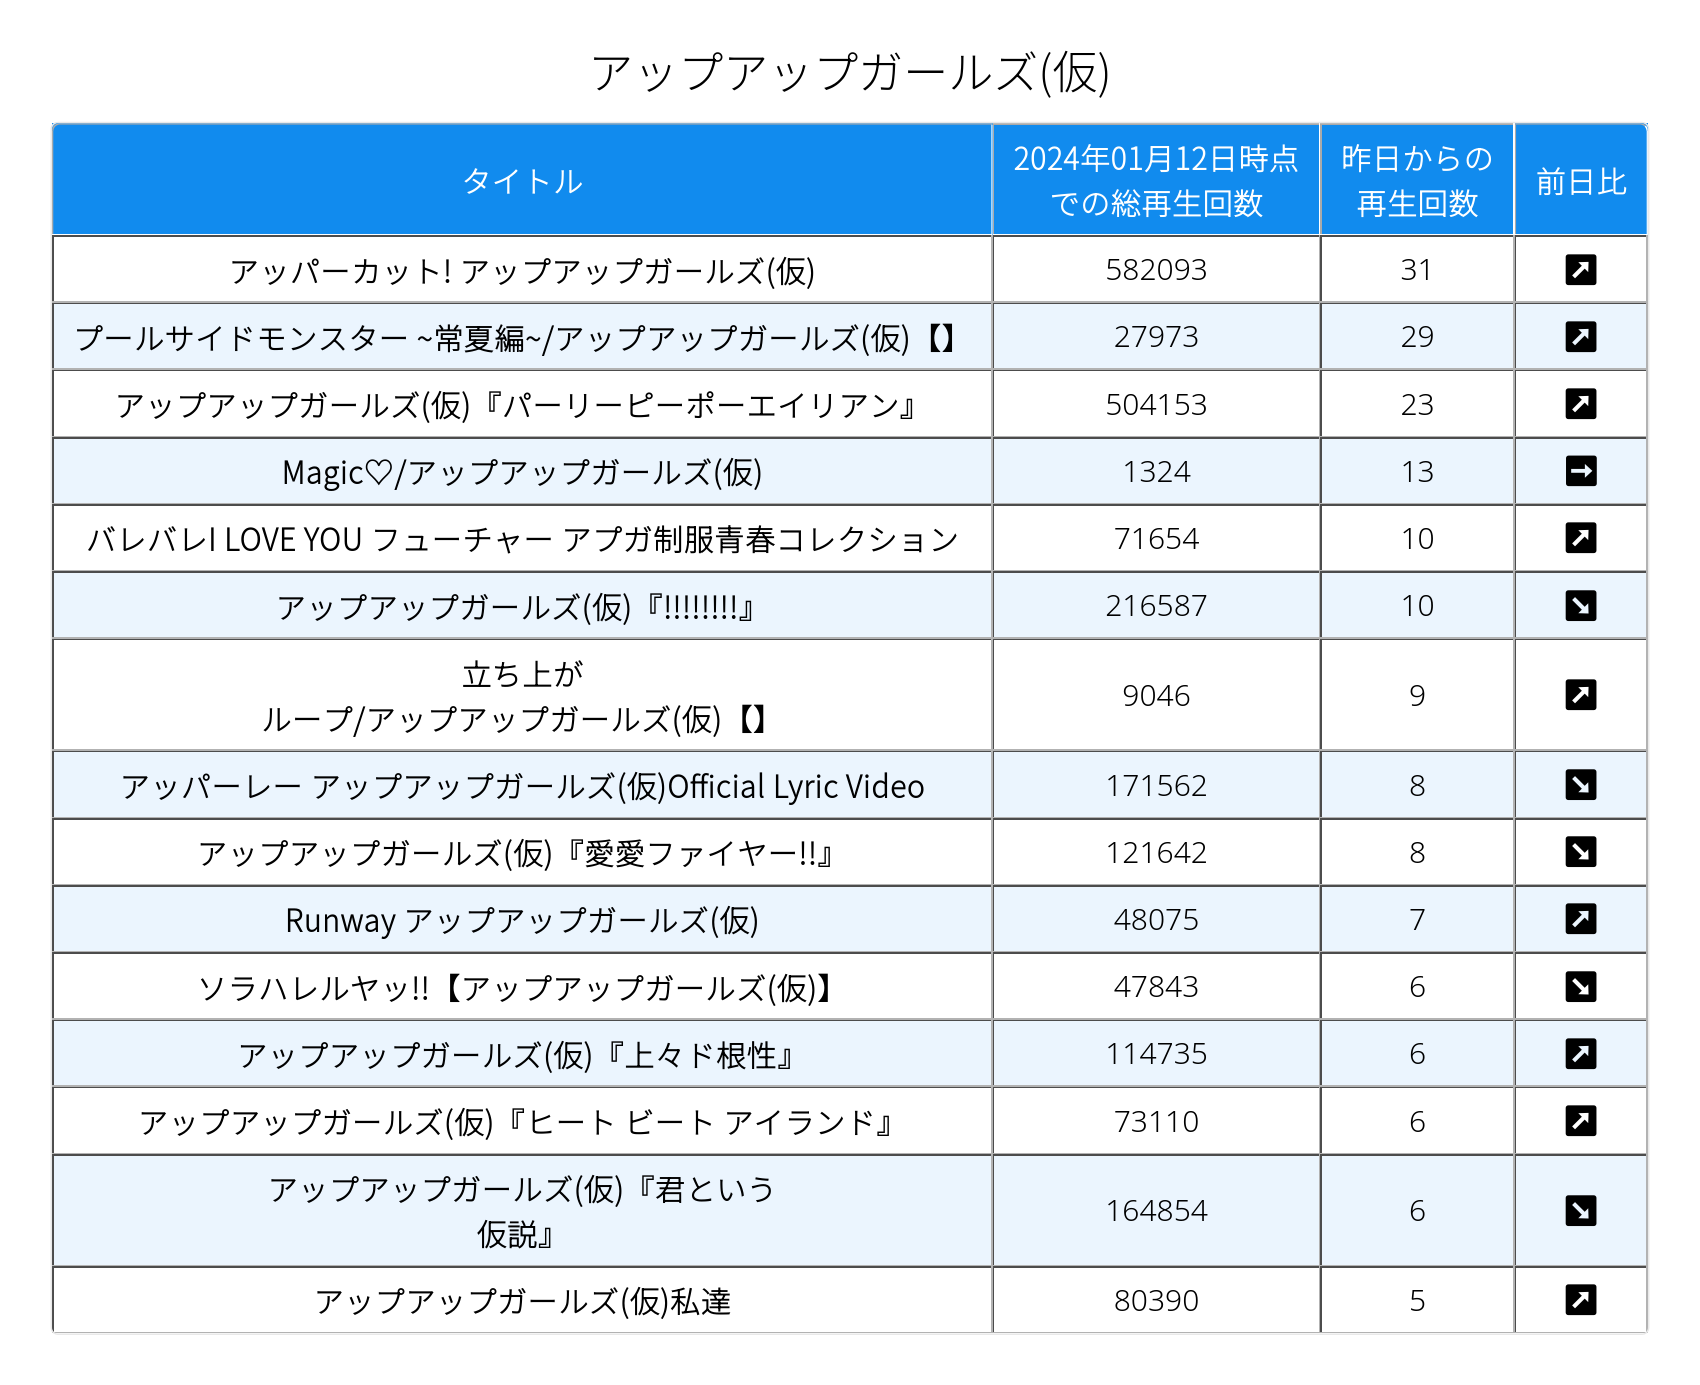 アップアップガールズ(仮)
タイトル
2024年01月12日時点
での総再生回数
昨日からの
再生回数
前日比
アッパーカット! アップアップガールズ(仮) 582093 31
プールサイドモンスター ~常夏編~/アップアップガールズ(仮)【】 27973 29
アップアップガールズ(仮)『パーリーピーポーエイリアン』 504153 23
Magic♡/アップアップガールズ(仮) 1324 13
バレバレI LOVE YOU フューチャー アプガ制服青春コレクション 71654 10
アップアップガールズ(仮)『!!!!!!!!』 216587 10
立ち上が
ループ/アップアップガールズ(仮)【】 9046 9
アッパーレー アップアップガールズ(仮)Official Lyric Video 171562 8
アップアップガールズ(仮)『愛愛ファイヤー!!』 121642 8
Runway アップアップガールズ(仮) 48075 7
ソラハレルヤッ!!【アップアップガールズ(仮)】 47843 6
アップアップガールズ(仮)『上々ド根性』 114735 6
アップアップガールズ(仮)『ヒート ビート アイランド』 73110 6
アップアップガールズ(仮)『君という
仮説』 164854 6
アップアップガールズ(仮)私達 80390 5